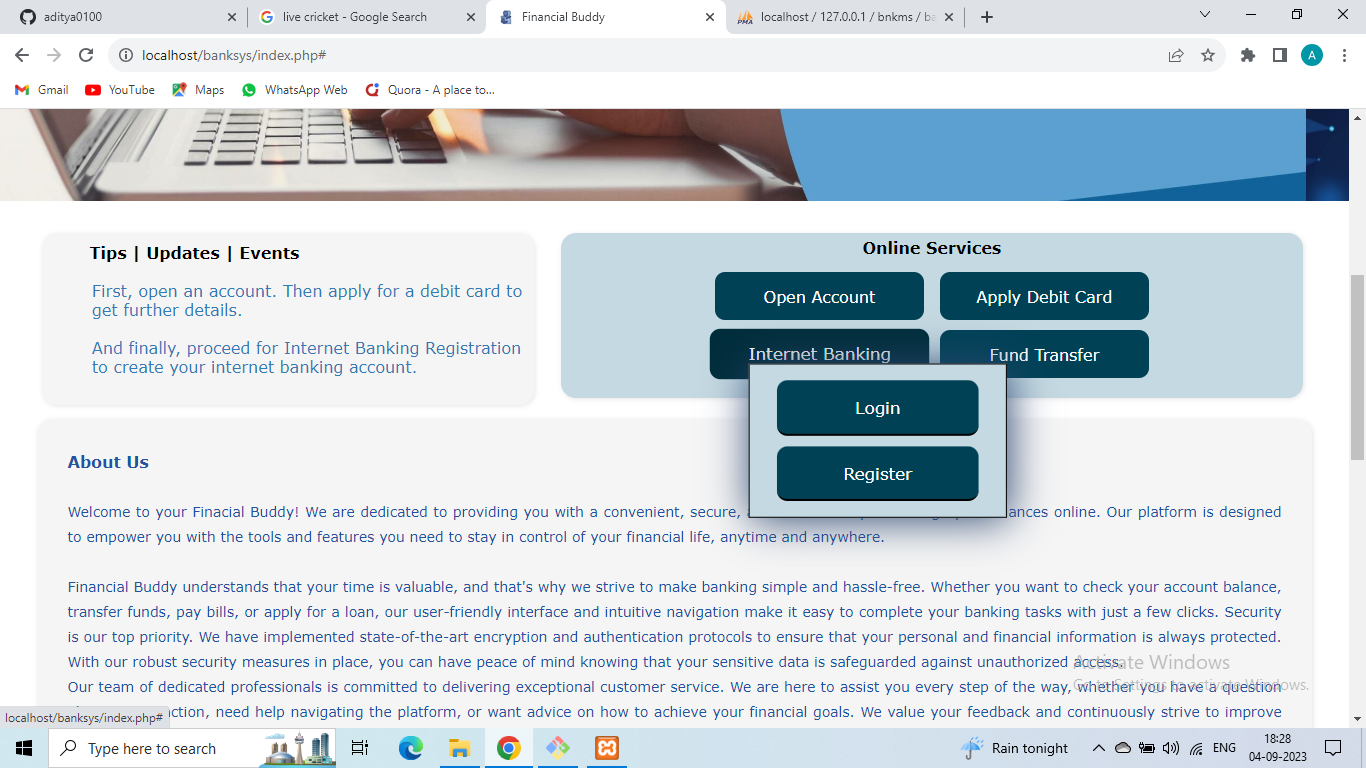 aditya0100
live cricket - Google Search
Financial Buddy
localhost / 127.0.0.1 / bnkms / ba
localhost/banksys/index.php#
A
Gmail
YouTube
Maps
WhatsApp Web
Quora - A place to...
Tips | Updates | Events
First, open an account. Then apply for a debit card to
get further details.
And finally, proceed for Internet Banking Registration
to create your internet banking account.
Online Services
Open Account
Apply Debit Card
Internet Banking
Fund Transfer
Login
Register
About Us
Welcome to your Finacial Buddy! We are dedicated to providing you with a convenient, secure, ances online. Our platform is designed
to empower you with the tools and features you need to stay in control of your financial life, anytime and anywhere.
Financial Buddy understands that your time is valuable, and that's why we strive to make banking simple and hassle-free. Whether you want to check your account balance,
transfer funds, pay bills, or apply for a loan, our user-friendly interface and intuitive navigation make it easy to complete your banking tasks with just a few clicks. Security
is our top priority. We have implemented state-of-the-art encryption and authentication protocols to ensure that your personal and financial information is always protected.
With our robust security measures in place, you can have peace of mind knowing that your sensitive data is safeguarded against unauthorized access.
Our team of dedicated professionals is committed to delivering exceptional customer service. We are here to assist you every step of the way, whether you have a question
action, need help navigating the platform, or want advice on how to achieve your financial goals. We value your feedback and continuously strive to improve
Activate Windows
Go to Settings to activate Windows.
localhost/banksys/index.php#
Type here to search
Rain tonight
ENG
18:28
04-09-2023